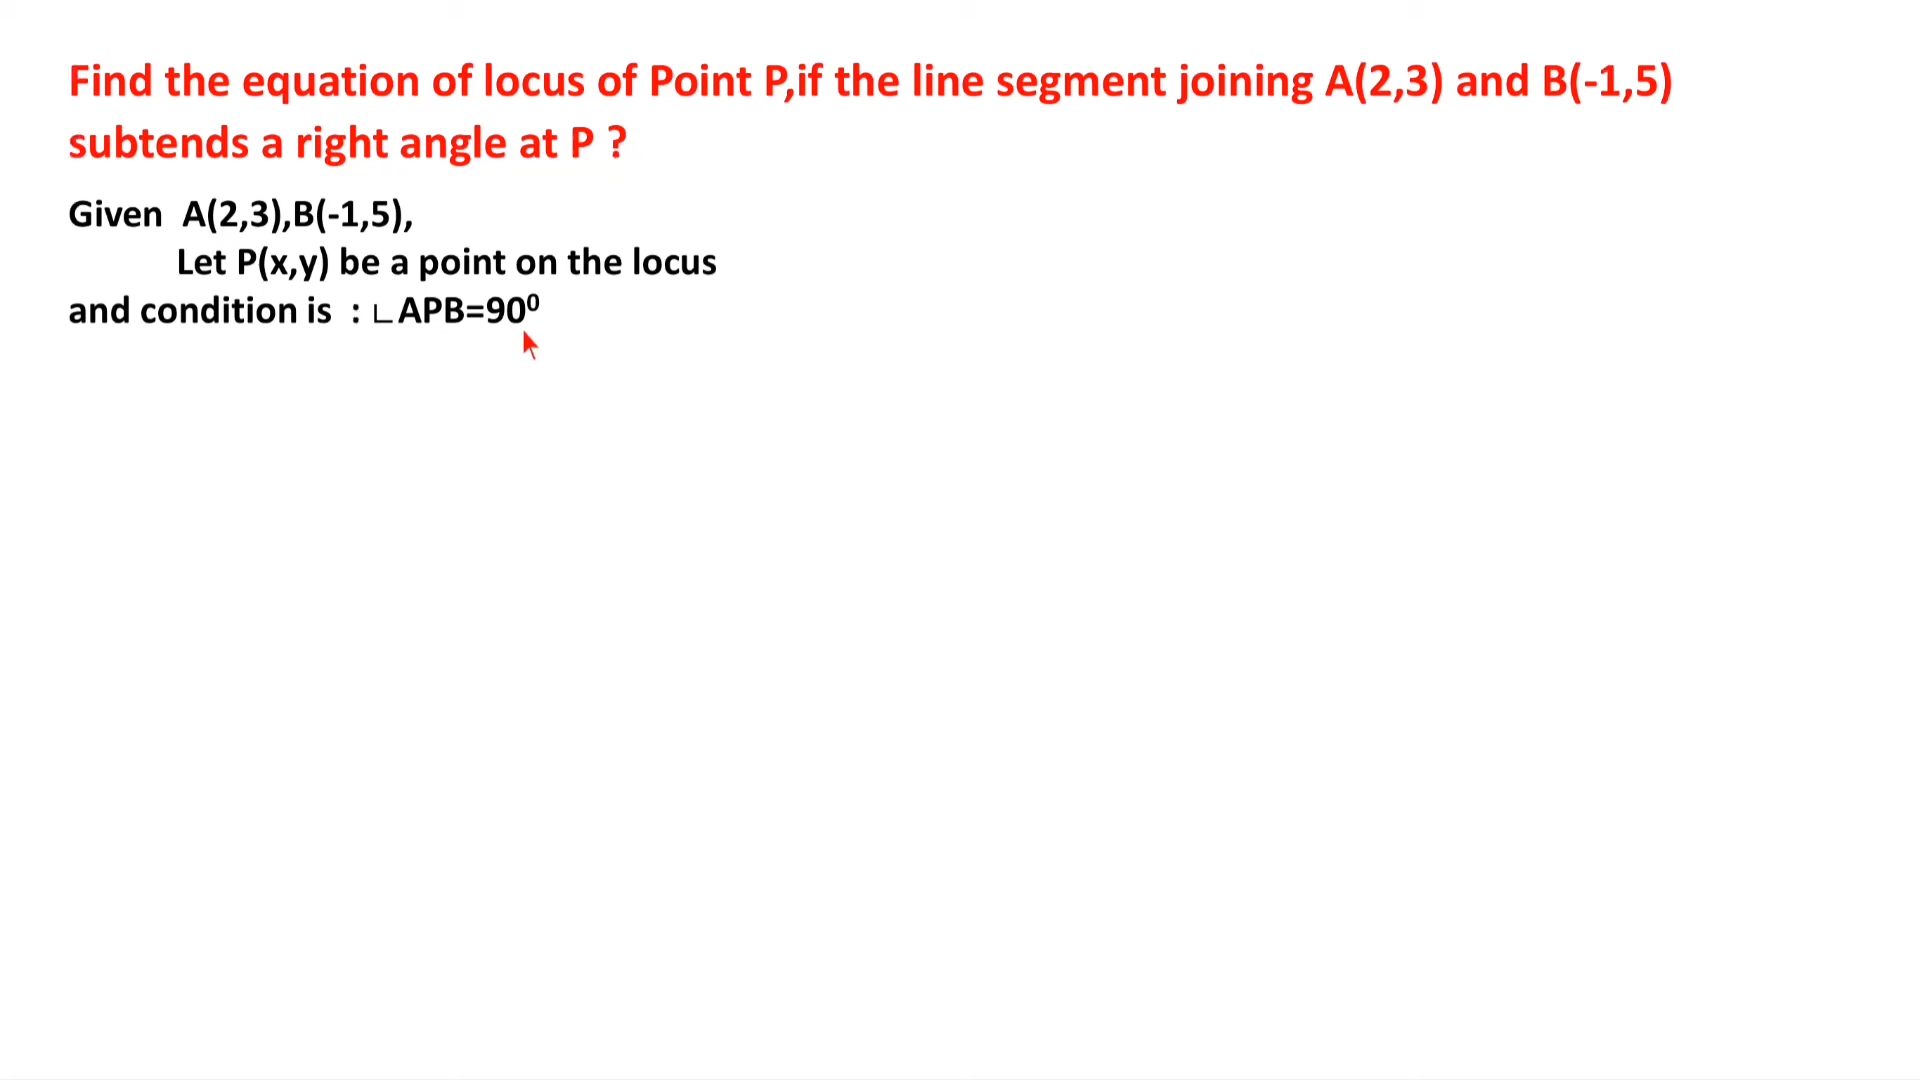 Find the equation of locus of Point P,if the line segment joining A(2,3) and B(-1,5)
subtends a right angle at P ?
Given A(2,3),B(-1,5),
Let P(x,y) be a point on the locus
and condition is : ∟APB=90⁰